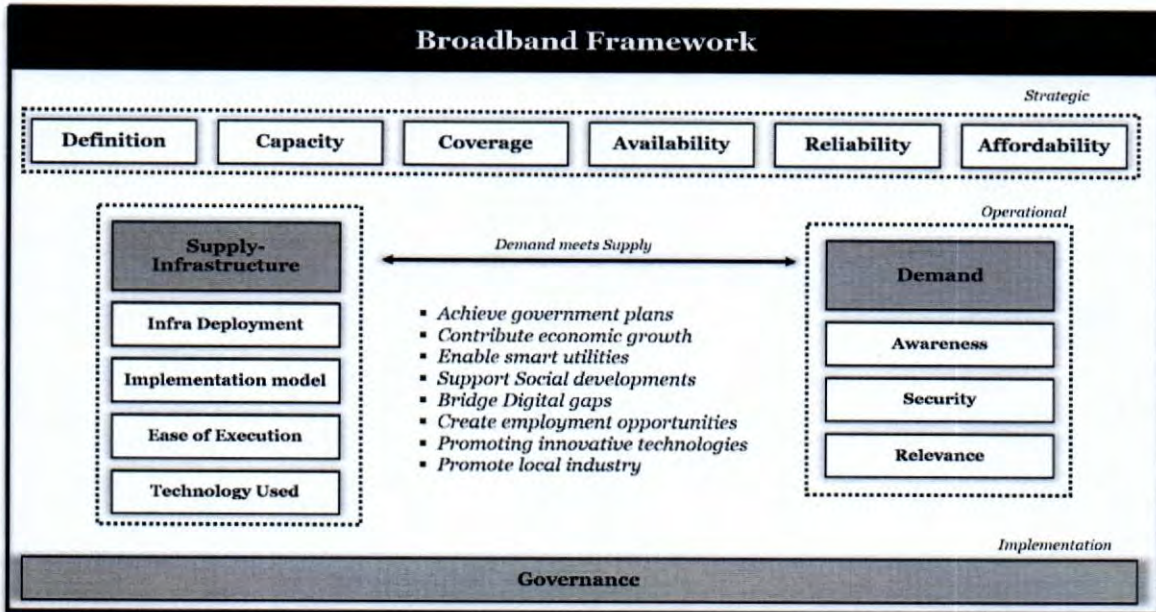 Broadband Framework
Strategic
Definition
Capacity
Coverage
Availability
Reliability
Affordability
Operational
Supply-
Infrastructure
Infra Deployment
Implementation model
Ease of Execution
Technology Used
Demand meets Supply
▪ Achieve government plans
▪ Contribute economic growth
▪ Enable smart utilities
▪ Support Social developments
▪ Bridge Digital gaps
▪ Create employment opportunities
▪ Promoting innovative technologies
▪ Promote local industry
Demand
Awareness
Security
Relevance
Implementation
Governance